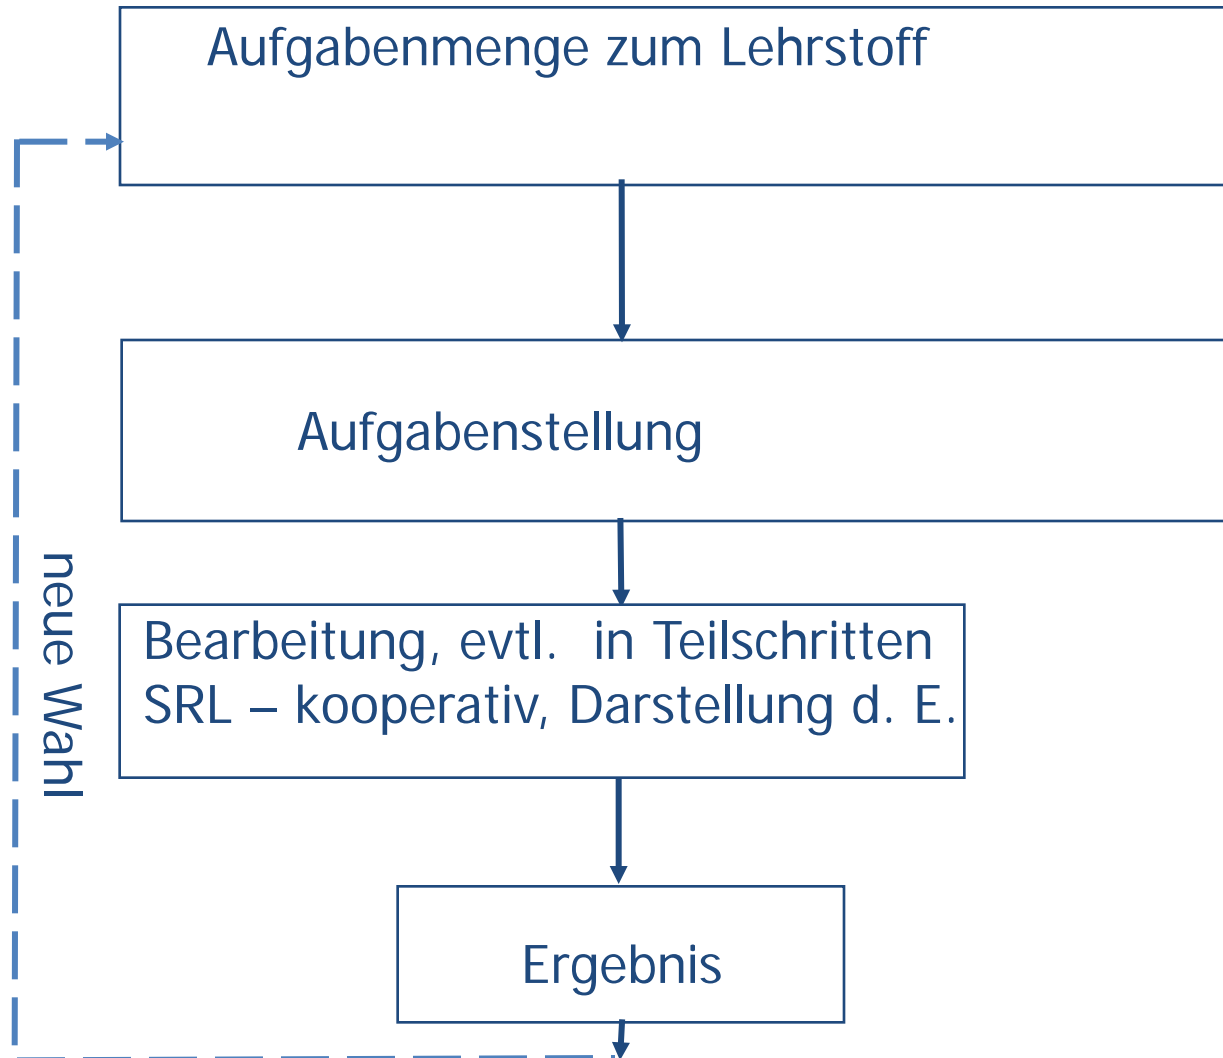 Aufgabenmenge zum Lehrstoff
Aufgabenstellung
neue Wahl
Bearbeitung, evtl. in Teilschritten
SRL – kooperativ, Darstellung d. E.
Ergebnis